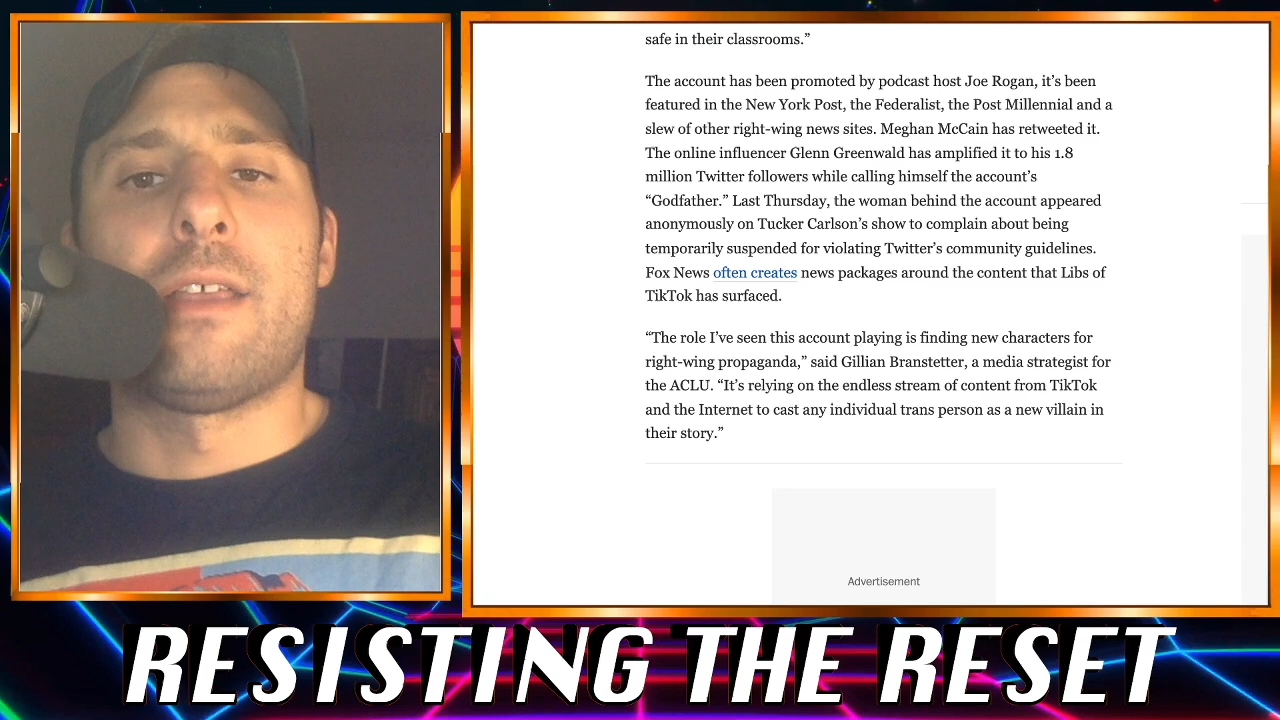 safe in their classrooms.”
The account has been promoted by podcast host Joe Rogan, it’s been
featured in the New York Post, the Federalist, the Post Millennial and a
slew of other right-wing news sites. Meghan McCain has retweeted it.
The online influencer Glenn Greenwald has amplified it to his 1.8
million Twitter followers while calling himself the account’s
“Godfather.” Last Thursday, the woman behind the account appeared
anonymously on Tucker Carlson’s show to complain about being
temporarily suspended for violating Twitter’s community guidelines.
Fox News often creates news packages around the content that Libs of
TikTok has surfaced.
“The role I’ve seen this account playing is finding new characters for
right-wing propaganda,” said Gillian Branstetter, a media strategist for
the ACLU. “It’s relying on the endless stream of content from TikTok
and the Internet to cast any individual trans person as a new villain in
their story.”
Advertisement
RESISTING THE RESET